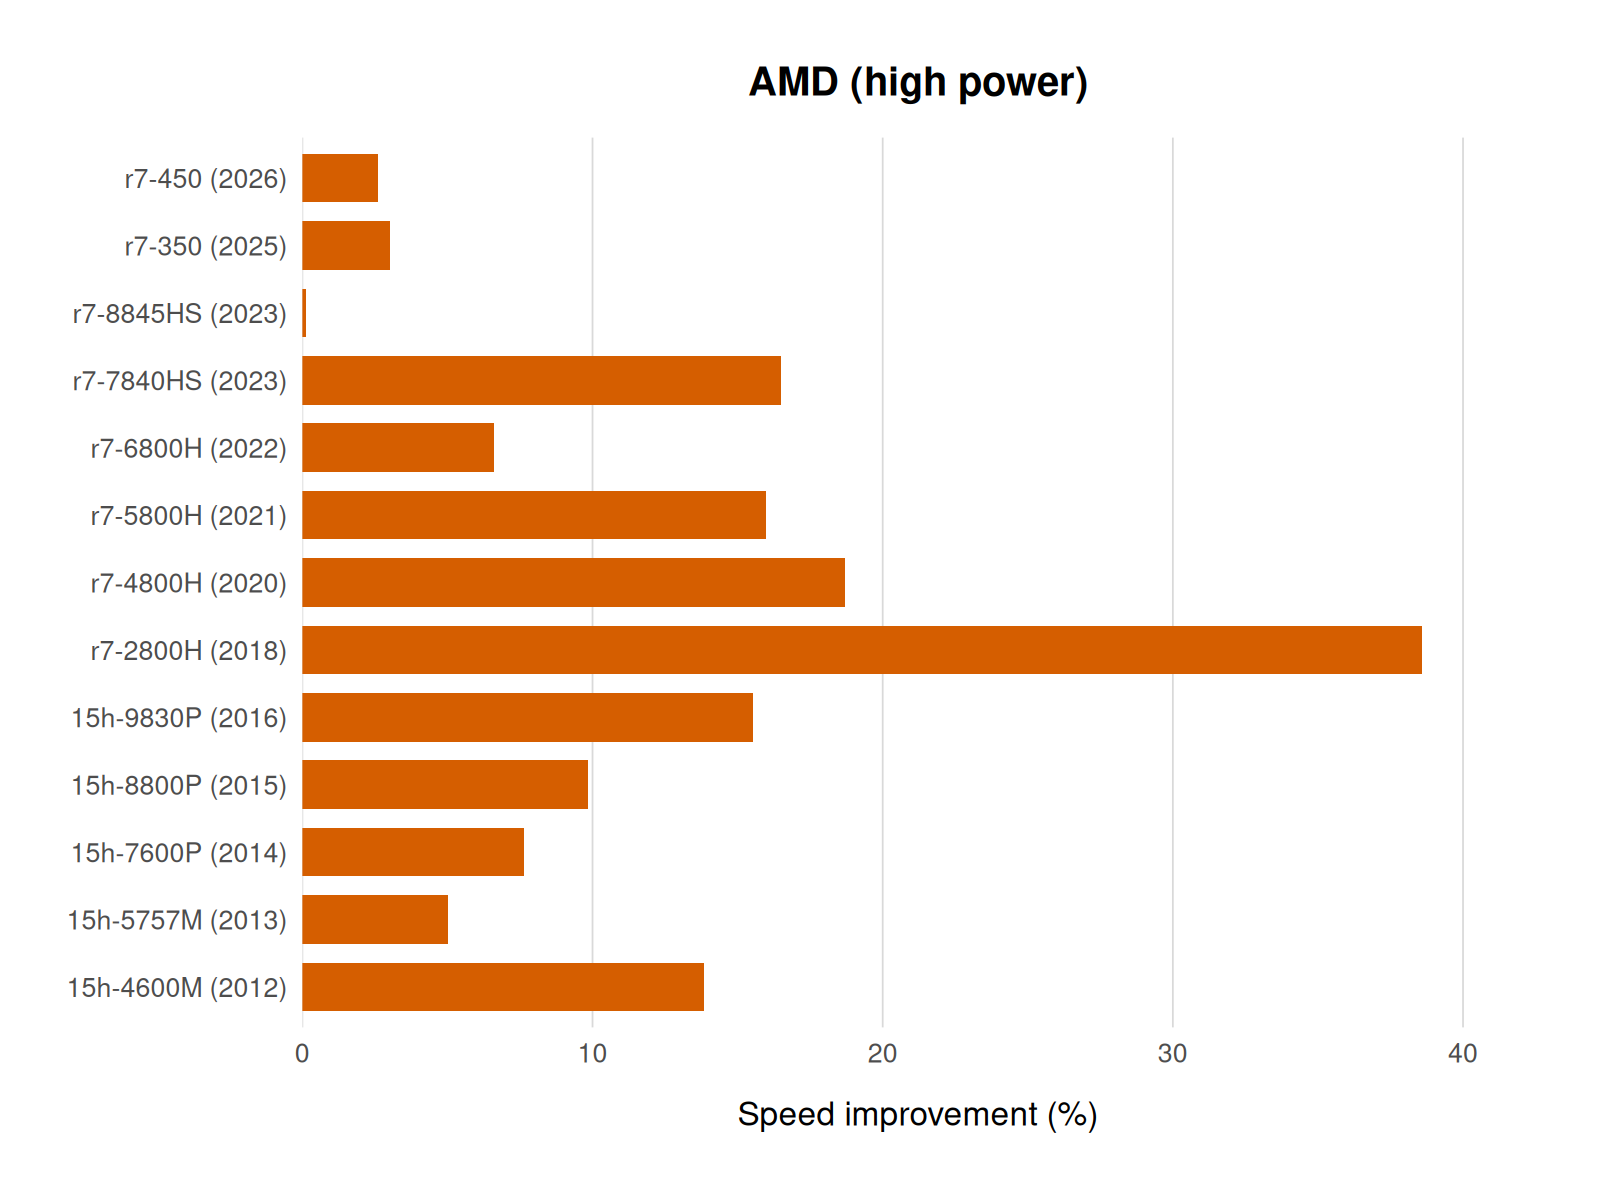 AMD (high power)
r7-450 (2026)
r7-350 (2025)
r7-8845HS (2023)
r7-7840HS (2023)
r7-6800H (2022)
r7-5800H (2021)
r7-4800H (2020)
r7-2800H (2018)
15h-9830P (2016)
15h-8800P (2015)
15h-7600P (2014)
15h-5757M (2013)
15h-4600M (2012)
0 10 20 30 40
Speed improvement (%)